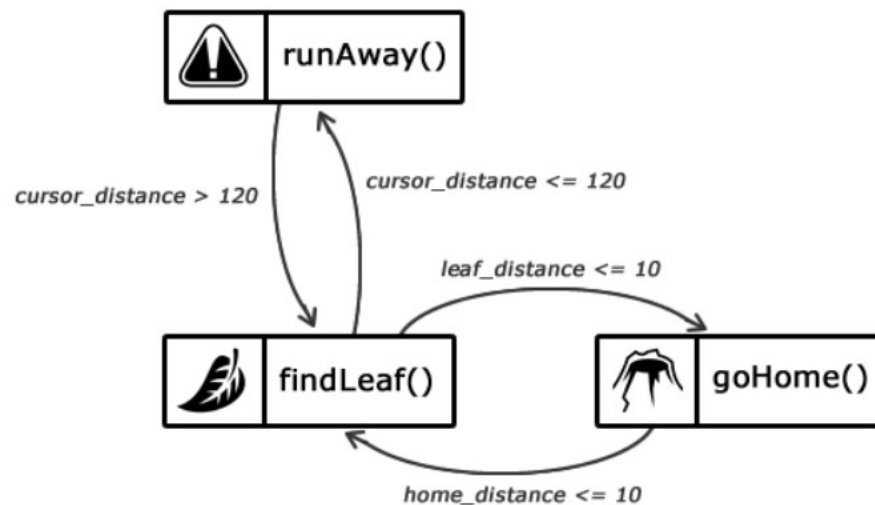 runAway()
cursor_distance > 120
cursor_distance <= 120
leaf_distance <= 10
findLeaf()
goHome()
home_distance <= 10